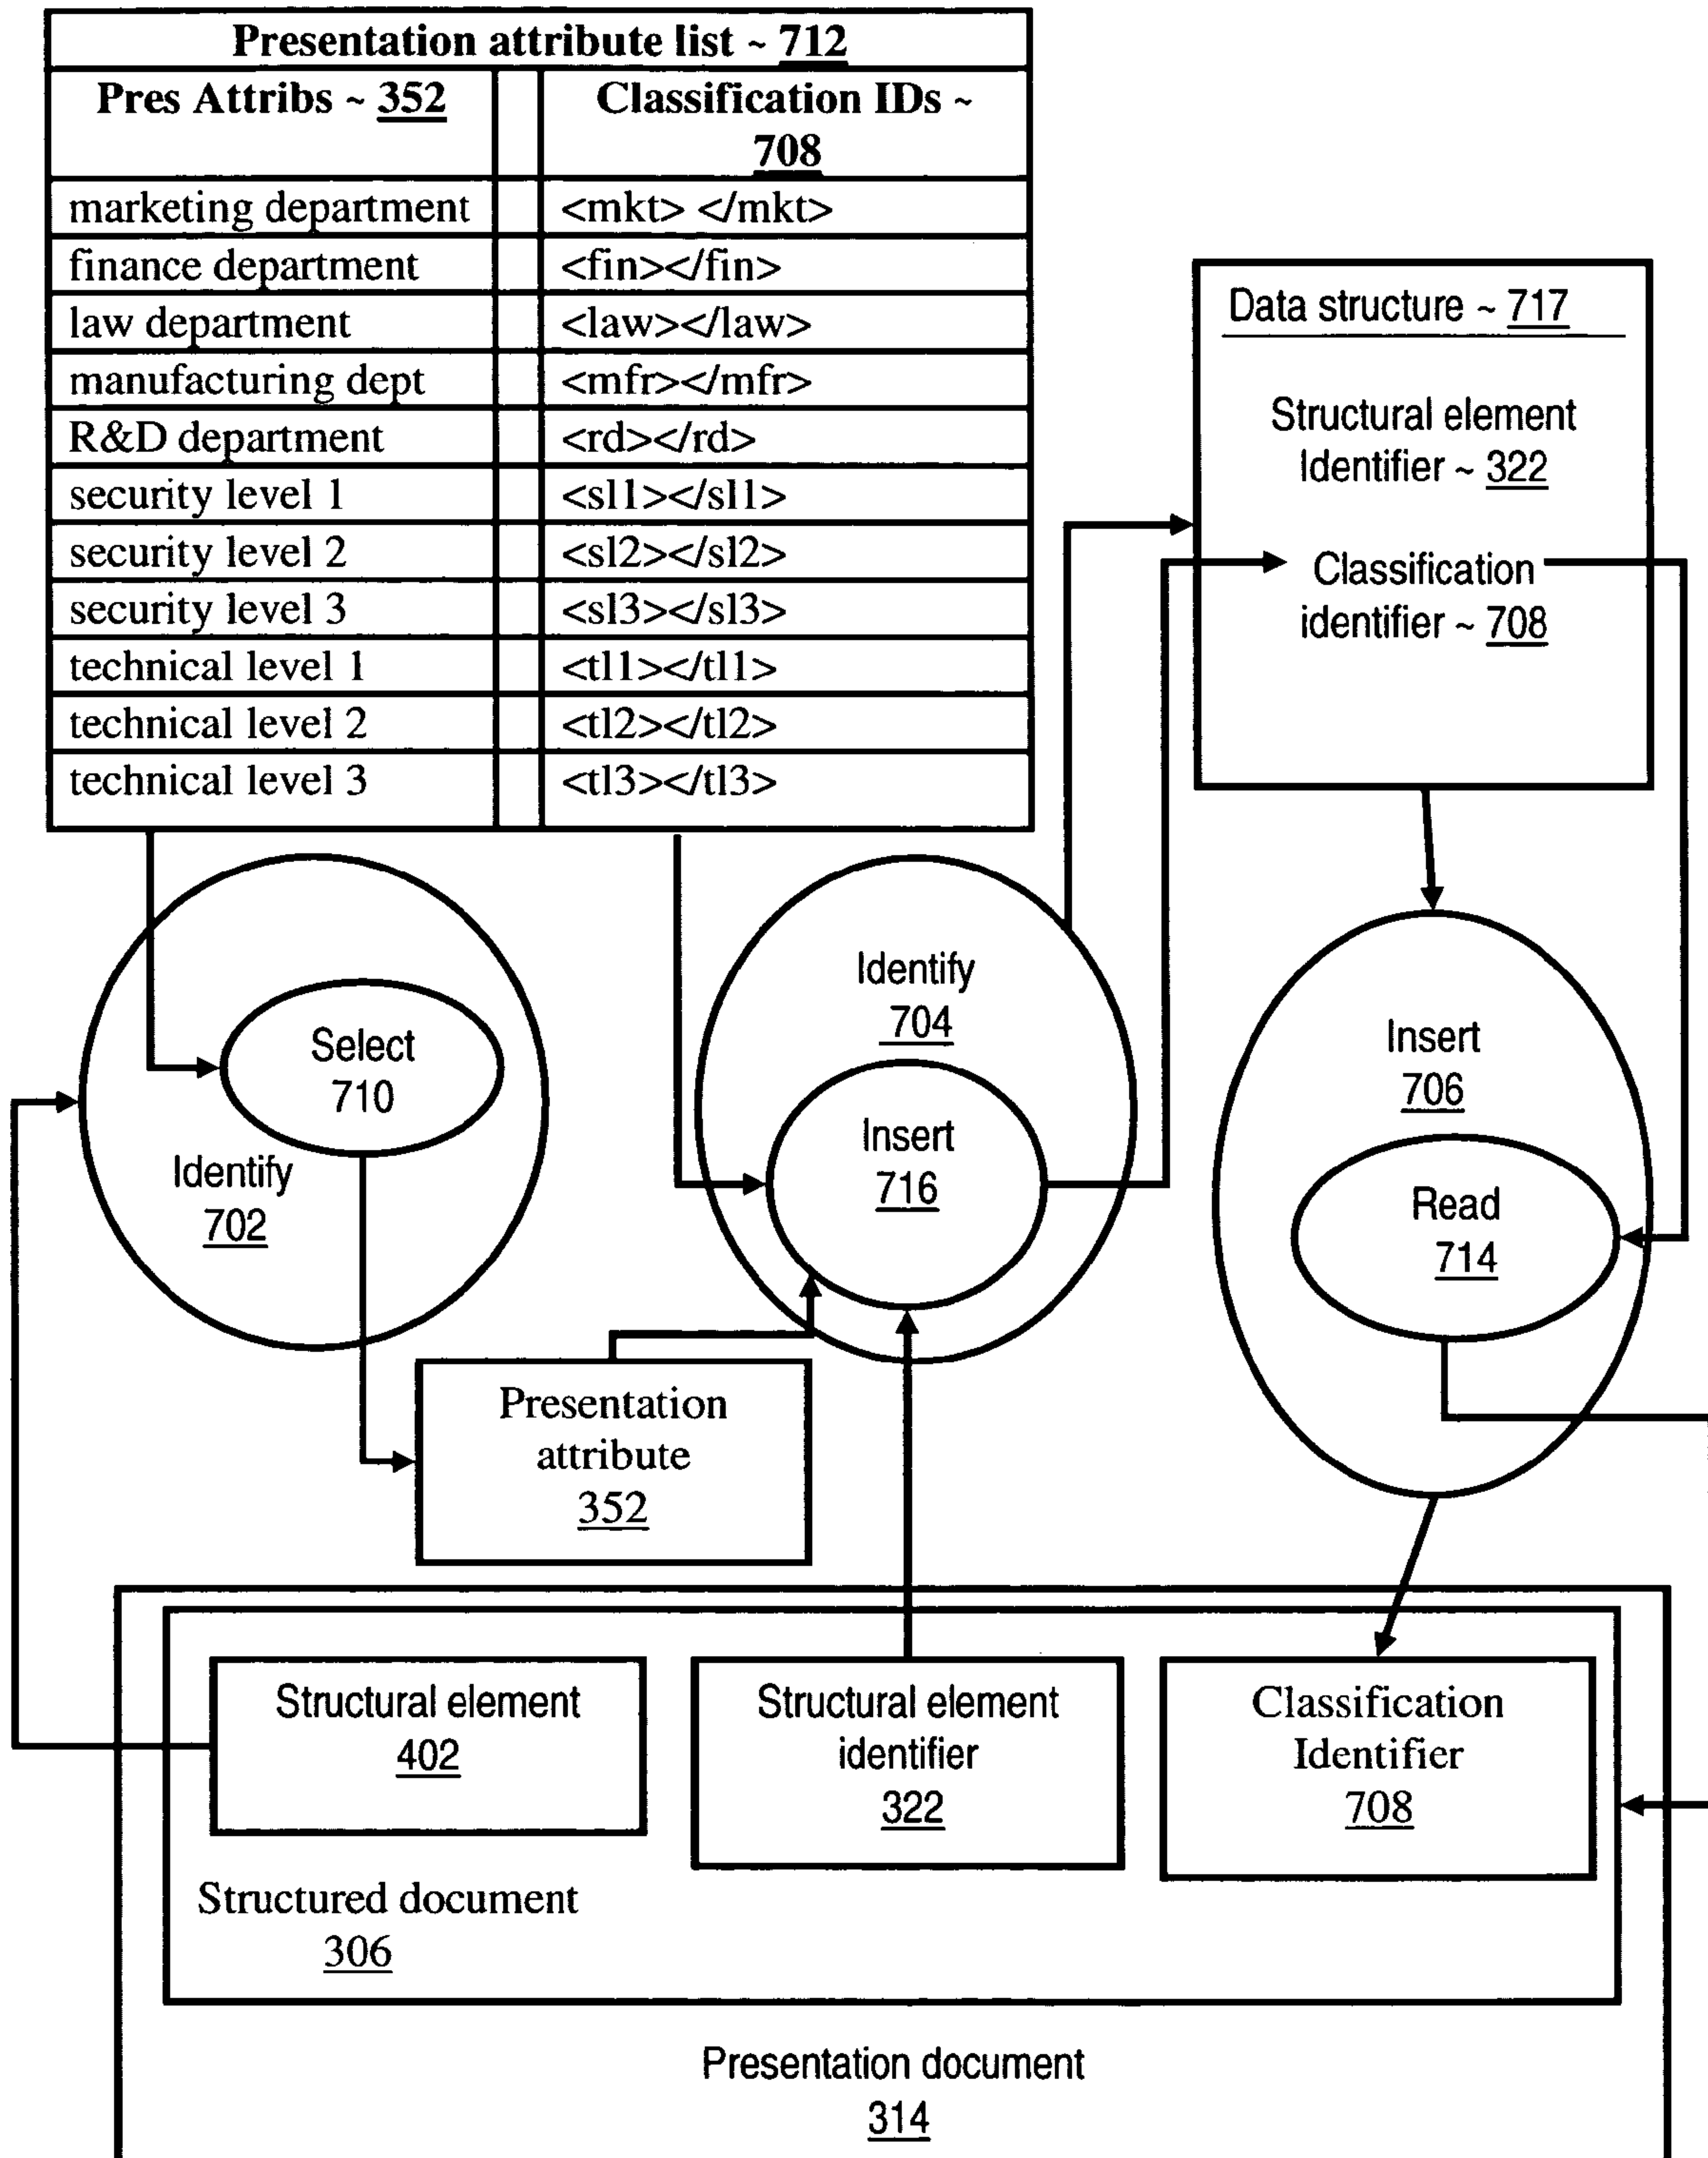 Presentation attribute list ~ 712
Pres Attribs ~ 352
Classification IDs ~
708
marketing department <mkt> </mkt>
finance department <fin></fin>
law department <law></law>
manufacturing dept <mfr></mfr>
R&D department <rd></rd>
security level 1 <sl1></sl1>
security level 2 <sl2></sl2>
security level 3 <sl3></sl3>
technical level 1 <tl1></tl1>
technical level 2 <tl2></tl2>
technical level 3 <tl3></tl3>
Data structure ~ 717
Structural element
Identifier ~ 322
Classification
identifier ~ 708
Select
710
Identify
702
Identify
704
Insert
716
Insert
706
Read
714
Presentation
attribute
352
Structural element
402
Structural element
identifier
322
Classification
Identifier
708
Structured document
306
Presentation document
314